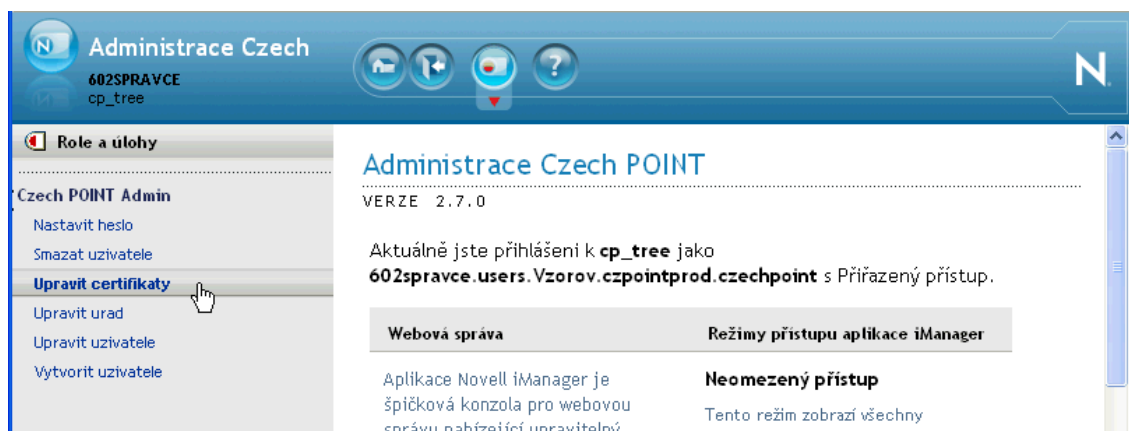 Administrace Czech
602SPRAVCE
cp_tree
N
?
N
Role a úlohy
Czech POINT Admin
Nastavit heslo
Smazat uzivatele
Upravit certifikaty
Upravit urad
Upravit uzivatele
Vytvorit uzivatele
Administrace Czech POINT
VERZE 2.7.0
Aktuálně jste přihlášeni k cp_tree jako
602spravce.users.Vzorov.czpointprod.czechpoint s Přiřazený přístup.
Webová správa
Režimy přístupu aplikace iManager
Aplikace Novell iManager je
špičková konzola pro webovou
správu nabízející upravitelný
Neomezený přístup
Tento režim zobrazí všechny